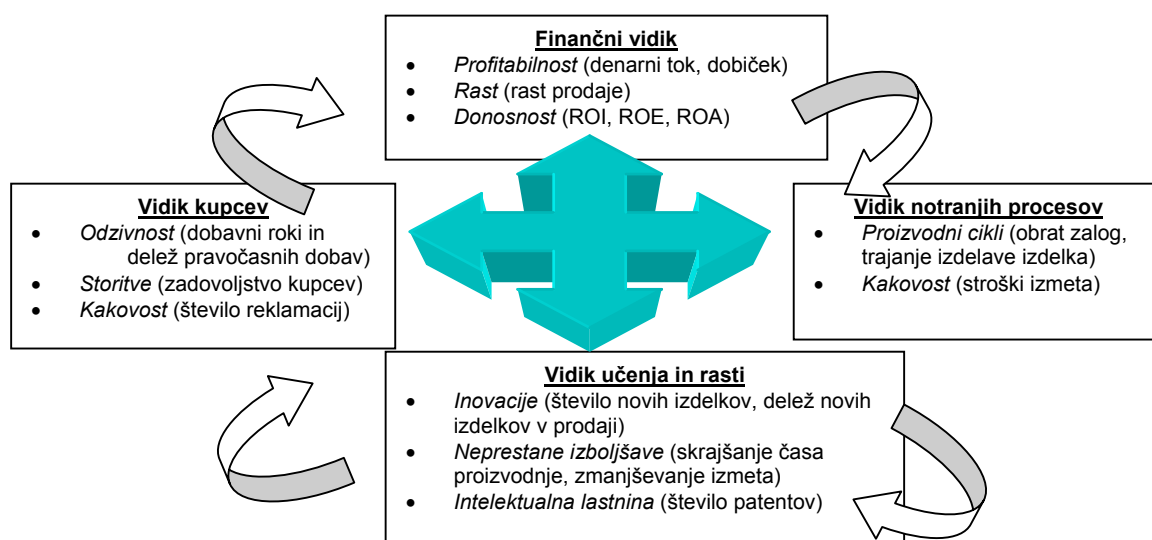 Finančni vidik
• Profitabilnost (denarni tok, dobiček)
• Rast (rast prodaje)
• Donosnost (ROI, ROE, ROA)
Vidik kupcev
• Odzivnost (dobavni roki in
delež pravočasnih dobav)
• Storitve (zadovoljstvo kupcev)
• Kakovost (število reklamacij)
Vidik notranjih procesov
• Proizvodni cikli (obrat zalog,
trajanje izdelave izdelka)
• Kakovost (stroški izmeta)
Vidik učenja in rasti
• Inovacije (število novih izdelkov, delež novih
izdelkov v prodaji)
• Neprestane izboljšave (skrajšanje časa
proizvodnje, zmanjševanje izmeta)
• Intelektualna lastnina (število patentov)